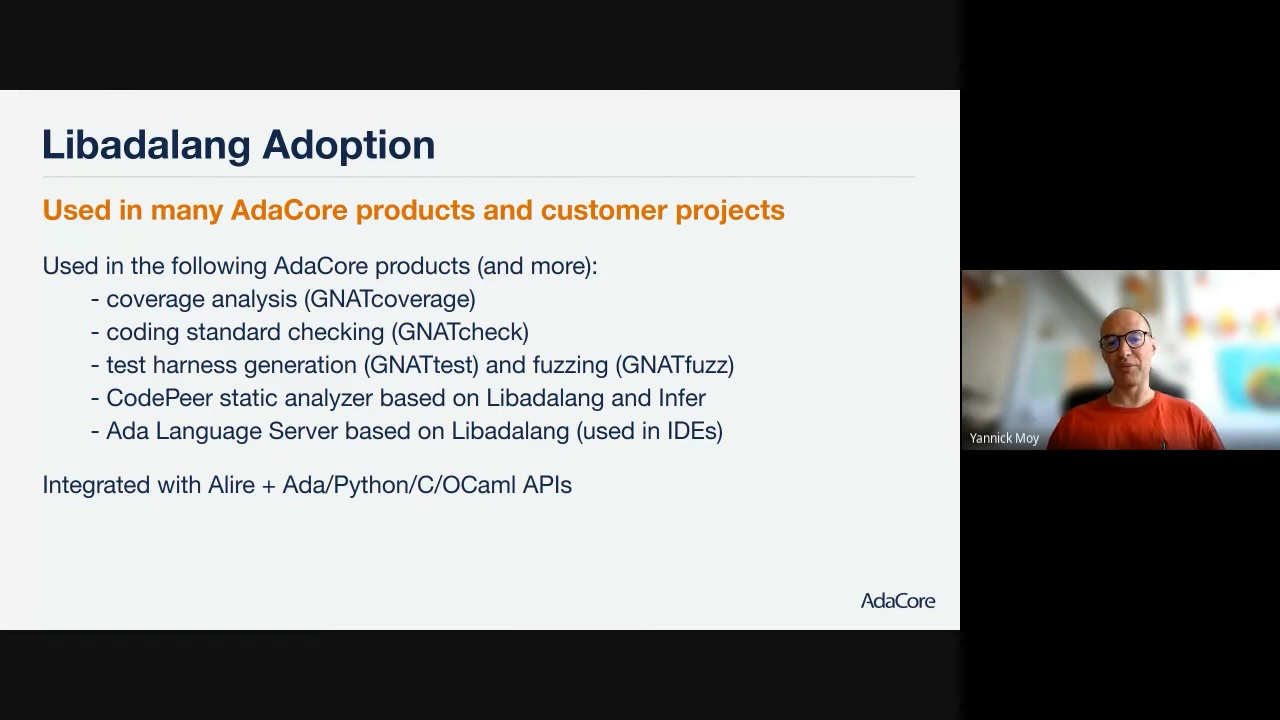 Libadalang Adoption
Used in many AdaCore products and customer projects
Used in the following AdaCore products (and more):
- coverage analysis (GNATcoverage)
- coding standard checking (GNATcheck)
- test harness generation (GNATtest) and fuzzing (GNATfuzz)
- CodePeer static analyzer based on Libadalang and Infer
- Ada Language Server based on Libadalang (used in IDEs)
Integrated with Alire + Ada/Python/C/OCaml APIs
AdaCore
Yannick Moy